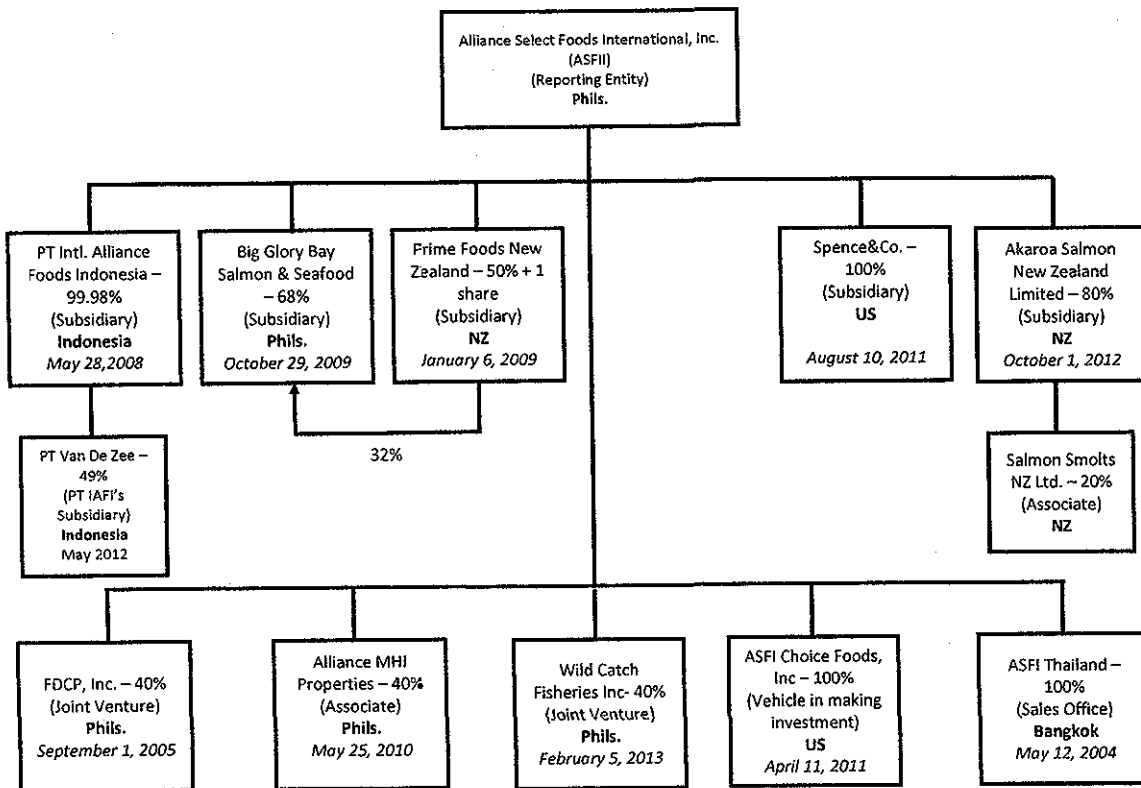 Alliance Select Foods International, Inc.
(ASFII)
(Reporting Entity)
Phils.
PT Intl. Alliance
Foods Indonesia –
99.98%
(Subsidiary)
Indonesia
May 28,2008
Big Glory Bay
Salmon & Seafood
– 68%
(Subsidiary)
Phils.
October 29, 2009
Prime Foods New
Zealand – 50% + 1
share
(Subsidiary)
NZ
January 6, 2009
Spence&Co. –
100%
(Subsidiary)
US
August 10, 2011
Akaroa Salmon
New Zealand
Limited – 80%
(Subsidiary)
NZ
October 1, 2012
32%
PT Van De Zee –
49%
(PT IAFI's
Subsidiary)
Indonesia
May 2012
Salmon Smolts
NZ Ltd. – 20%
(Associate)
NZ
FDCP, Inc. – 40%
(Joint Venture)
Phils.
September 1, 2005
Alliance MHI
Properties – 40%
(Associate)
Phils.
May 25, 2010
Wild Catch
Fisheries Inc- 40%
(Joint Venture)
Phils.
February 5, 2013
ASFI Choice Foods,
Inc – 100%
(Vehicle in making
investment)
US
April 11, 2011
ASFI Thailand –
100%
(Sales Office)
Bangkok
May 12, 2004